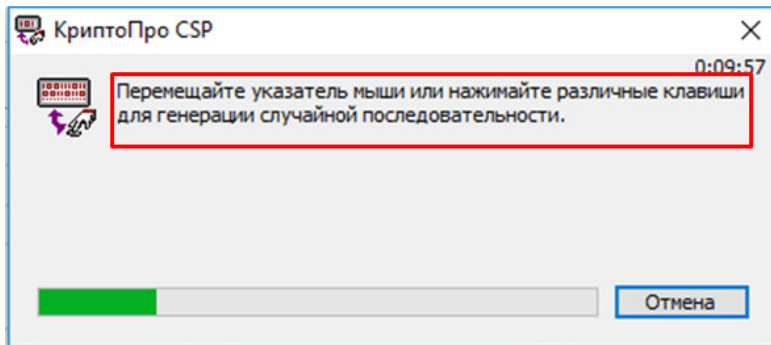 КриптоПро CSP
0:09:57
Перемещайте указатель мыши или нажимайте различные клавиши
для генерации случайной последовательности.
Отмена